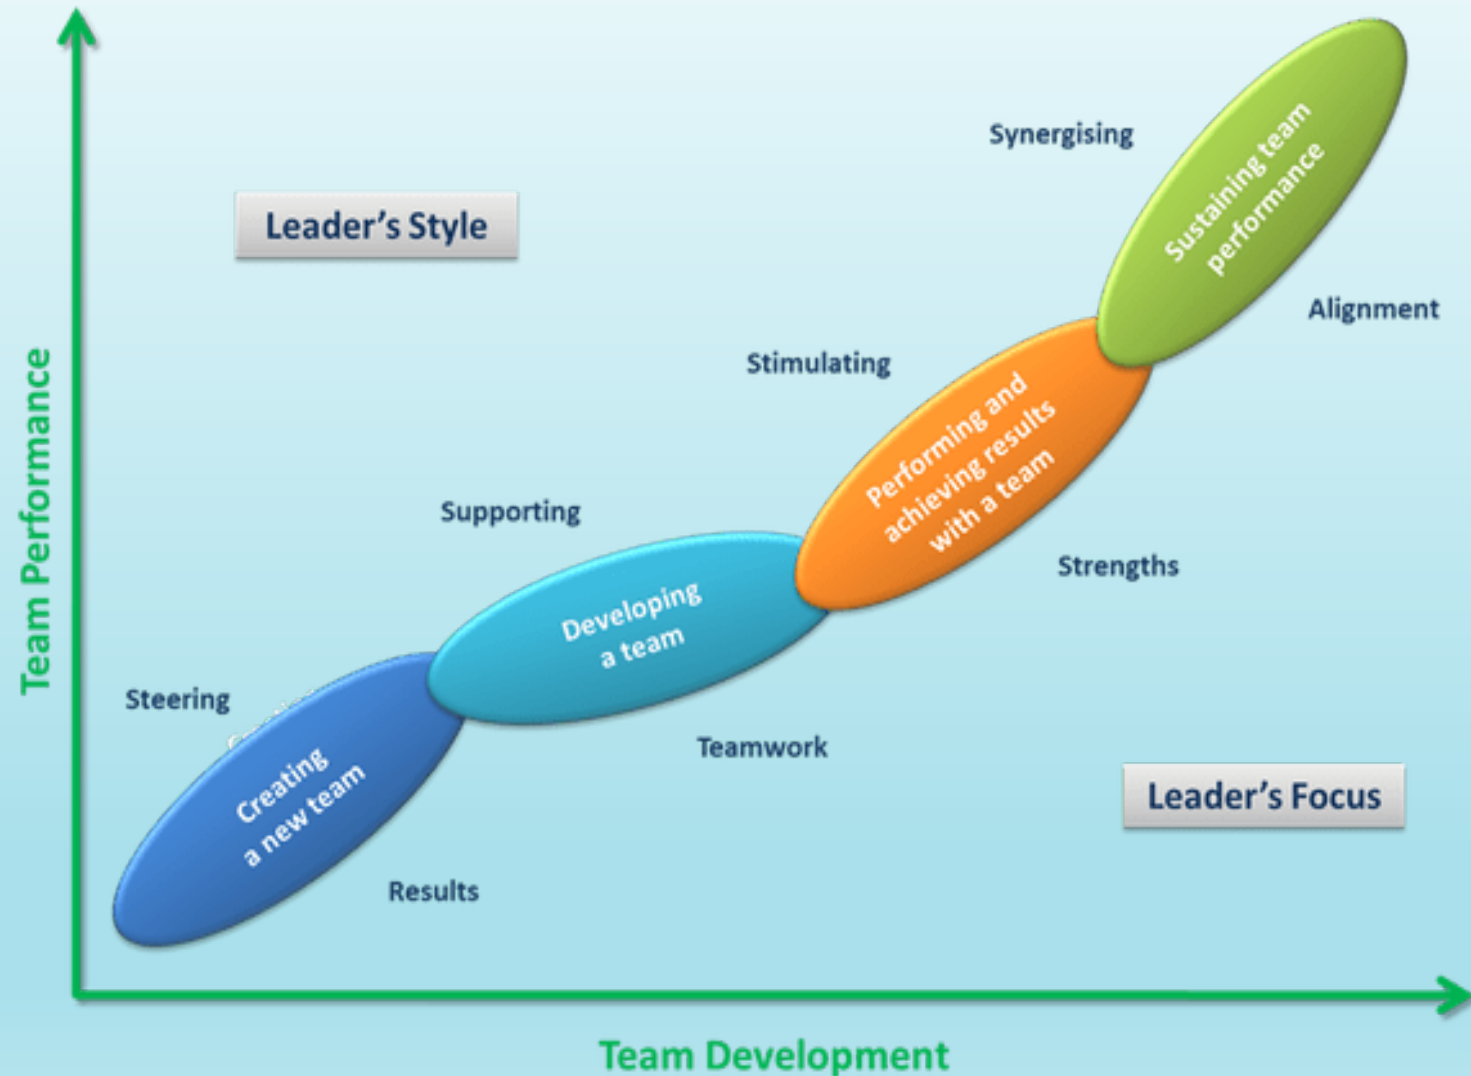 Synergising
Sustaining team
performance
Leader’s Style
Alignment
Stimulating
Performing and
achieving results
with a team
Team Performance
Supporting
Strengths
Developing
a team
Steering
Teamwork
Creating
a new team
Leader’s Focus
Results
Team Development